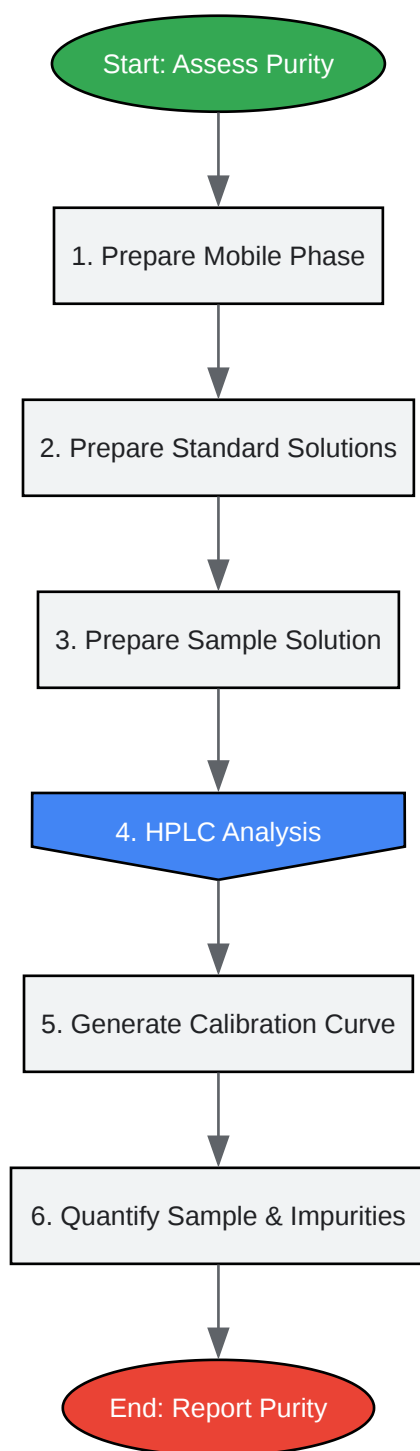 Start: Assess Purity
1. Prepare Mobile Phase
2. Prepare Standard Solutions
3. Prepare Sample Solution
4. HPLC Analysis
5. Generate Calibration Curve
6. Quantify Sample & Impurities
End: Report Purity